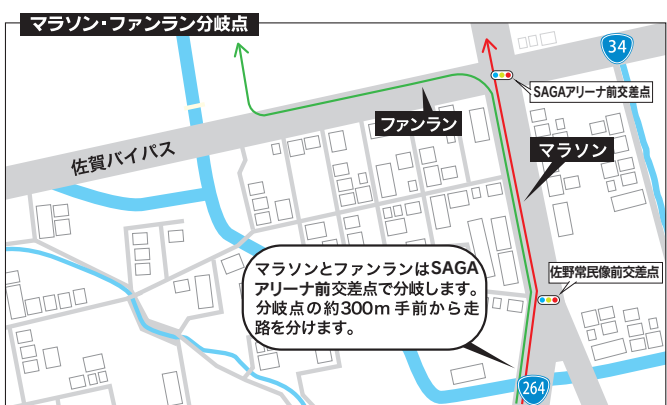 マラソン・ファンラン分岐点
34
SAGAアリーナ前交差点
ファンラン
マラソン
佐賀バイパス
マラソンとファンランはSAGA
アリーナ前交差点で分岐します。
分岐点の約300m手前から走
路を分けます。
佐野常民像前交差点
264